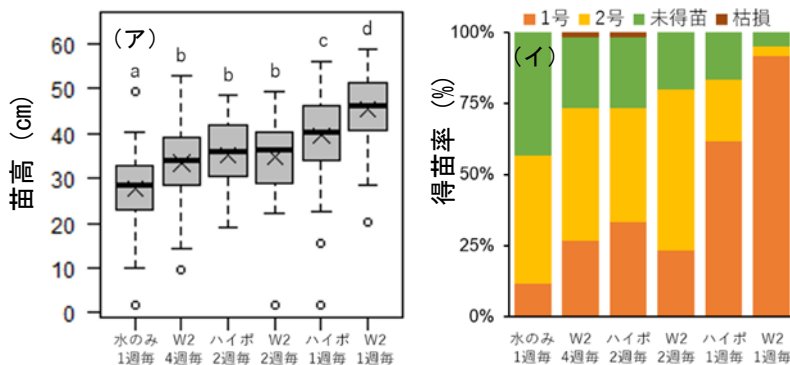 (ア)
苗高 (cm)
60
50
40
30
20
10
0
a
b
b
b
c
d
水のみ W2 ハイポ W2 ハイポ W2
1週毎 4週毎 2週毎 2週毎 1週毎 1週毎
1号 2号 未得苗 枯損
(イ)
得苗率 (%)
100%
75%
50%
25%
0%
水のみ W2 ハイポ W2 ハイポ W2
1週毎 4週毎 2週毎 2週毎 1週毎 1週毎